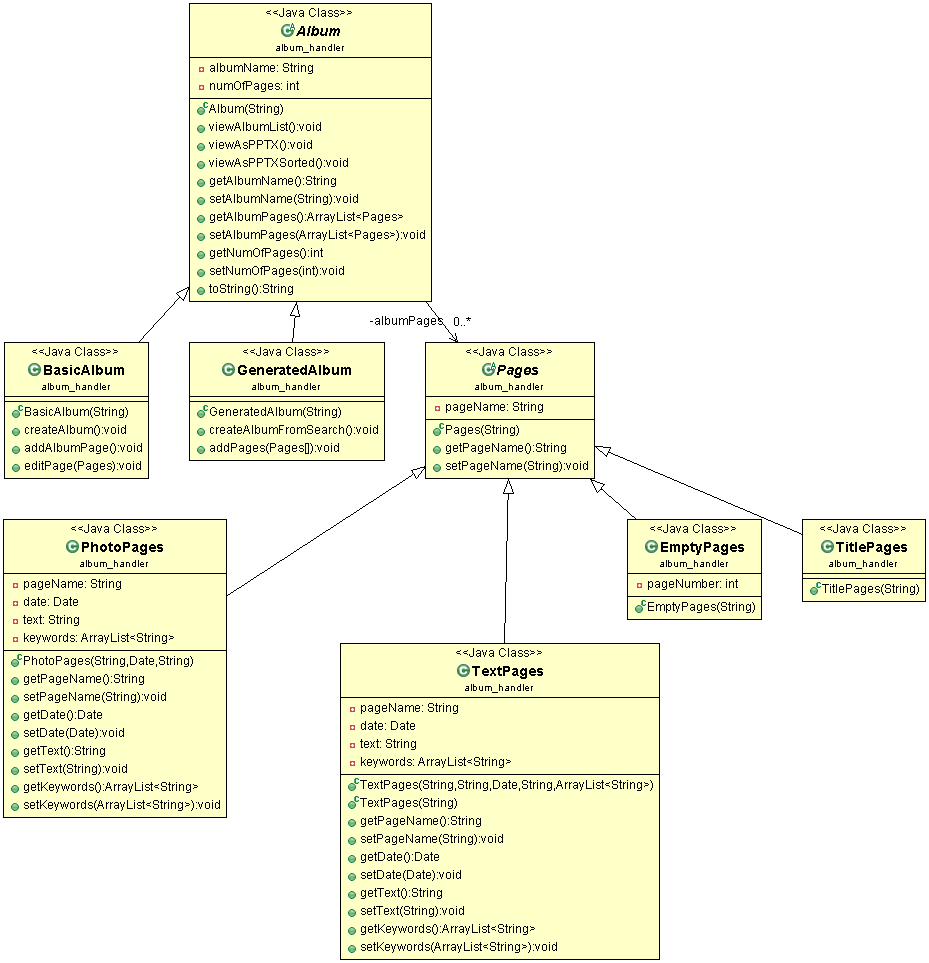 <<Java Class>>
Album
album_handler
albumName: String
numOfPages: int
Album(String)
viewAlbumList():void
viewAsPPTX():void
viewAsPPTXSorted():void
getAlbumName():String
setAlbumName(String):void
getAlbumPages():ArrayList<Pages>
setAlbumPages(ArrayList<Pages>):void
getNumOfPages():int
setNumOfPages(int):void
toString():String
-albumPages 0..*
<<Java Class>>
BasicAlbum
album_handler
BasicAlbum(String)
createAlbum():void
addAlbumPage():void
editPage(Pages):void
<<Java Class>>
GeneratedAlbum
album_handler
GeneratedAlbum(String)
createAlbumFromSearch():void
addPages(Pages[]):void
<<Java Class>>
Pages
album_handler
pageName: String
Pages(String)
getPageName():String
setPageName(String):void
<<Java Class>>
PhotoPages
album_handler
pageName: String
date: Date
text: String
keywords: ArrayList<String>
PhotoPages(String,Date,String)
getPageName():String
setPageName(String):void
getDate():Date
setDate(Date):void
getText():String
setText(String):void
getKeywords():ArrayList<String>
setKeywords(ArrayList<String>):void
<<Java Class>>
TextPages
album_handler
pageName: String
date: Date
text: String
keywords: ArrayList<String>
TextPages(String,String,Date,String,ArrayList<String>)
TextPages(String)
getPageName():String
setPageName(String):void
getDate():Date
setDate(Date):void
getText():String
setText(String):void
getKeywords():ArrayList<String>
setKeywords(ArrayList<String>):void
<<Java Class>>
EmptyPages
album_handler
pageNumber: int
EmptyPages(String)
<<Java Class>>
TitlePages
album_handler
TitlePages(String)